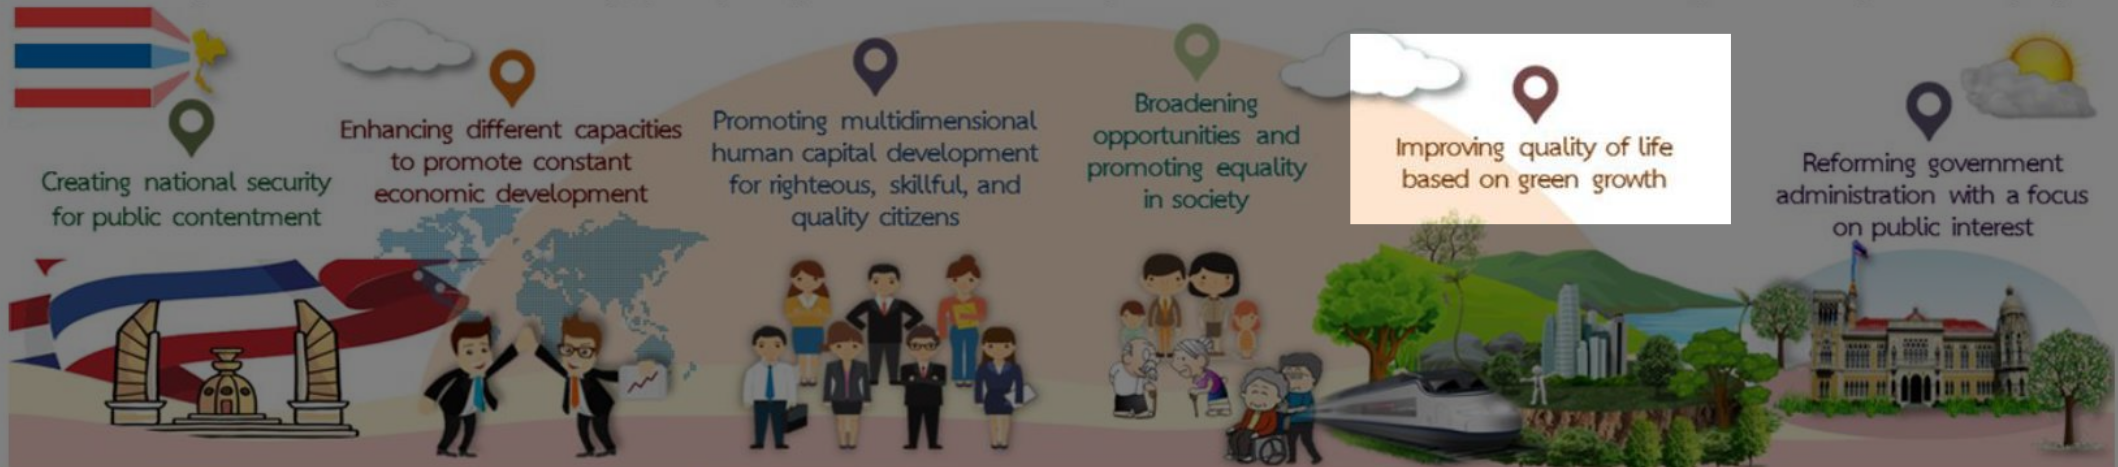 Creating national security
for public contentment
Enhancing different capacities
to promote constant
economic development
Promoting multidimensional
human capital development
for righteous, skillful, and
quality citizens
Broadening
opportunities and
promoting equality
in society
Improving quality of life
based on green growth
Reforming government
administration with a focus
on public interest